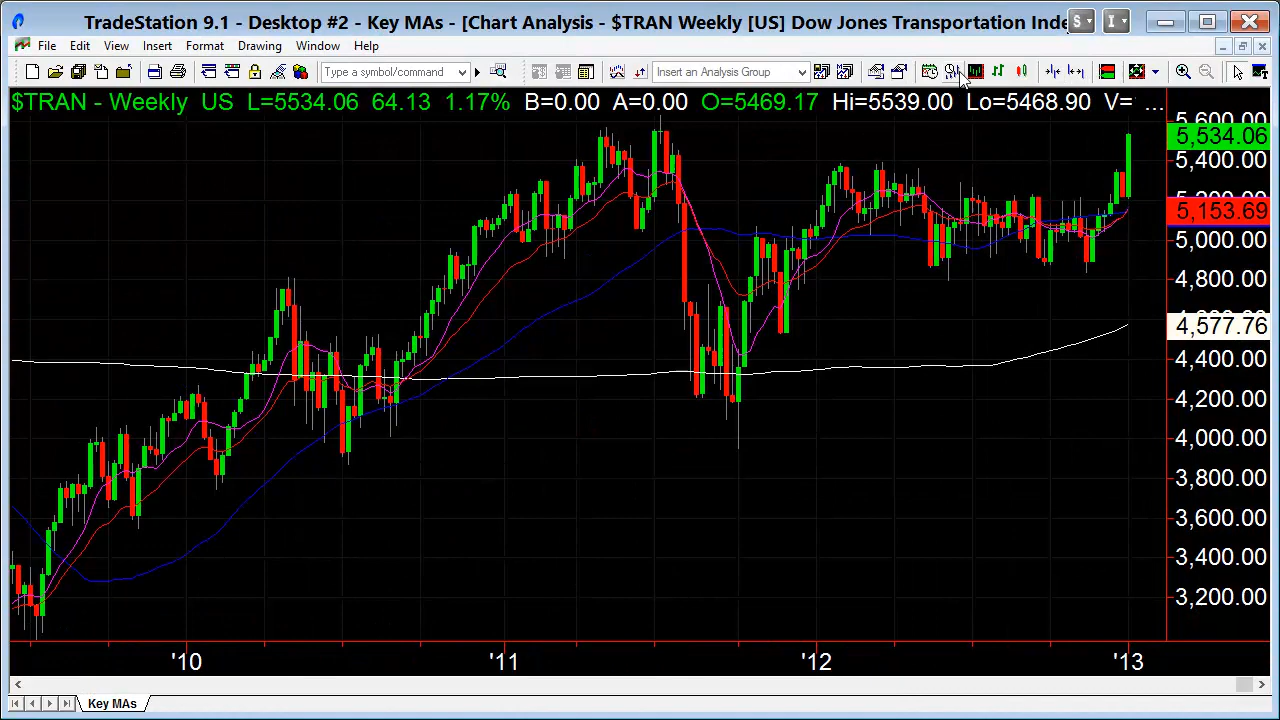 TradeStation 9.1 - Desktop #2 - Key MAs - [Chart Analysis - $TRAN Weekly [US] Dow Jones Transportation Inde
S
I
File Edit View Insert Format Drawing Window Help
Type a symbol/command
Insert an Analysis Group
$TRAN - Weekly US L=5534.06 64.13 1.17% B=0.00 A=0.00 O=5469.17 Hi=5539.00 Lo=5468.90 V= ...
5,600.00
5,534.06
5,400.00
5,200.00
5,153.69
5,000.00
4,800.00
4,577.76
4,400.00
4,200.00
4,000.00
3,800.00
3,600.00
3,400.00
3,200.00
'10 '11 '12 '13
Key MAs